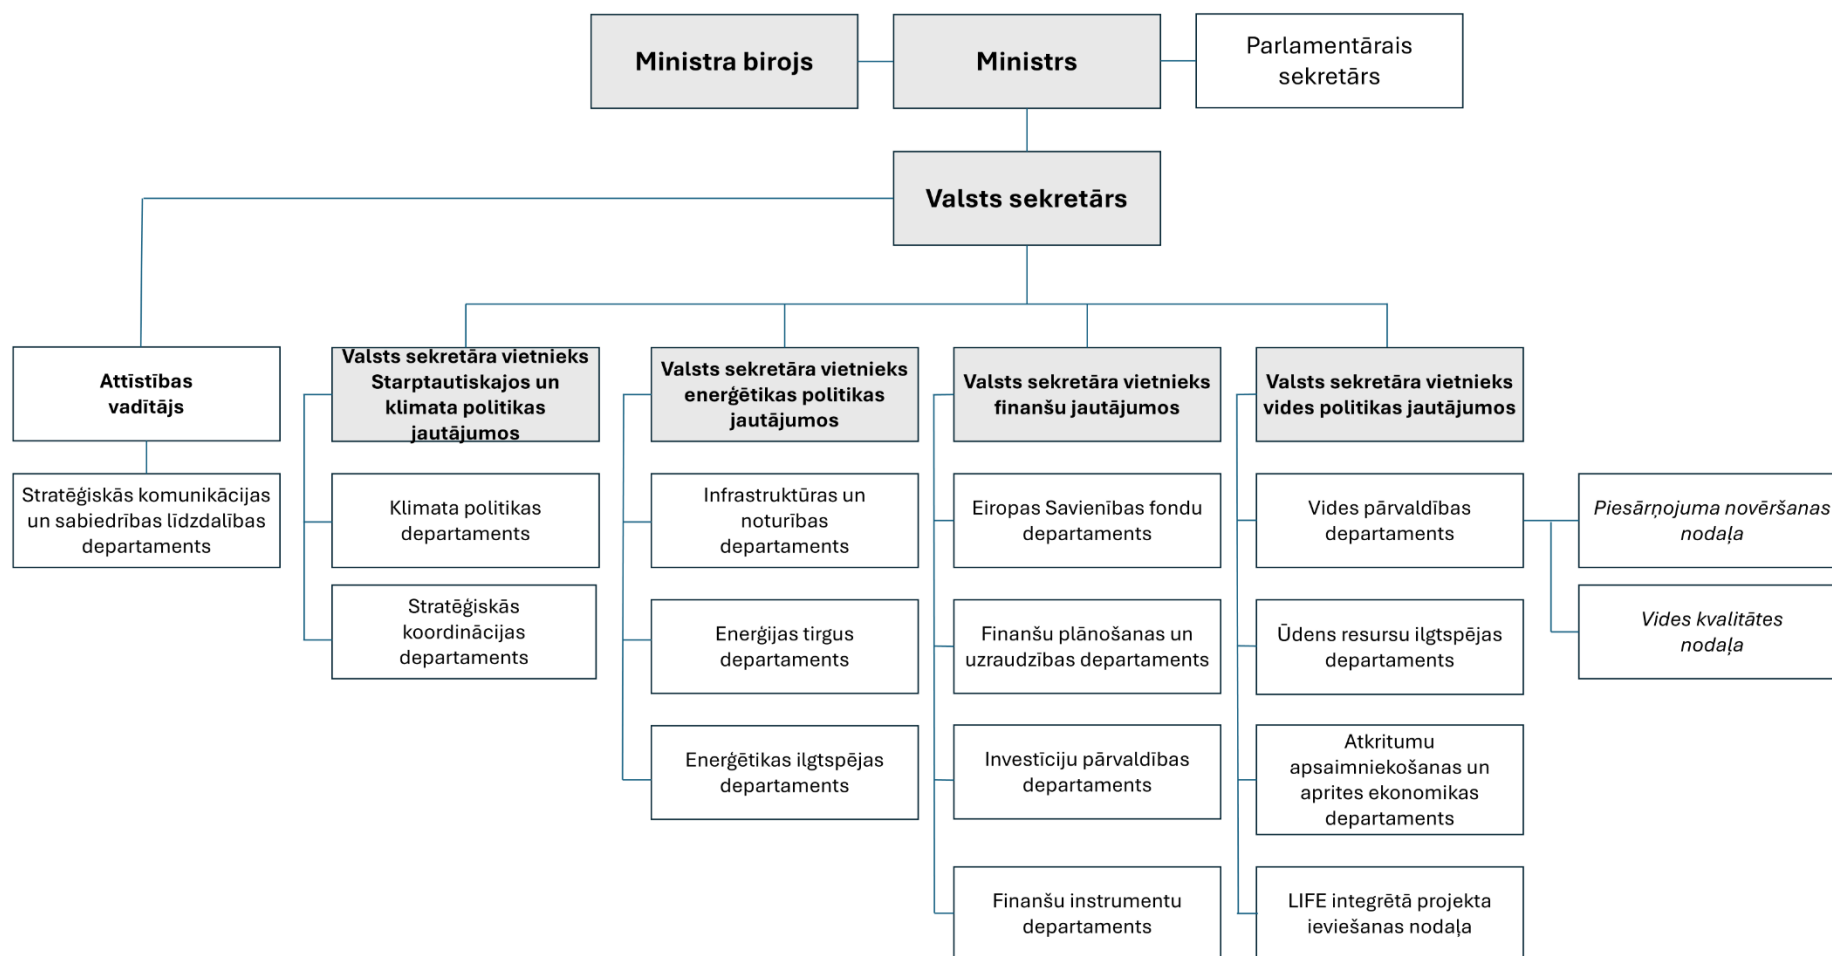 Ministra birojs
Ministrs
Parlamentārais
sekretārs
Valsts sekretārs
Attīstības
vadītājs
Stratēģiskās komunikācijas
un sabiedrības līdzdalības
departaments
Valsts sekretāra vietnieks
Starptautiskajos un
klimata politikas
jautājumos
Klimata politikas
departaments
Stratēģiskās
koordinācijas
departaments
Valsts sekretāra vietnieks
enerģētikas politikas
jautājumos
Infrastruktūras un
noturības
departaments
Enerģijas tirgus
departaments
Enerģētikas ilgtspējas
departaments
Valsts sekretāra vietnieks
finanšu jautājumos
Eiropas Savienības fondu
departaments
Finanšu plānošanas un
uzraudzības departaments
Investīciju pārvaldības
departaments
Finanšu instrumentu
departaments
Valsts sekretāra vietnieks
vides politikas jautājumos
Vides pārvaldības
departaments
Ūdens resursu ilgtspējas
departaments
Atkritumu
apsaimniekošanas un
aprites ekonomikas
departaments
LIFE integrētā projekta
ieviešanas nodaļa
Piesārņojuma novēršanas
nodaļa
Vides kvalitātes
nodaļa